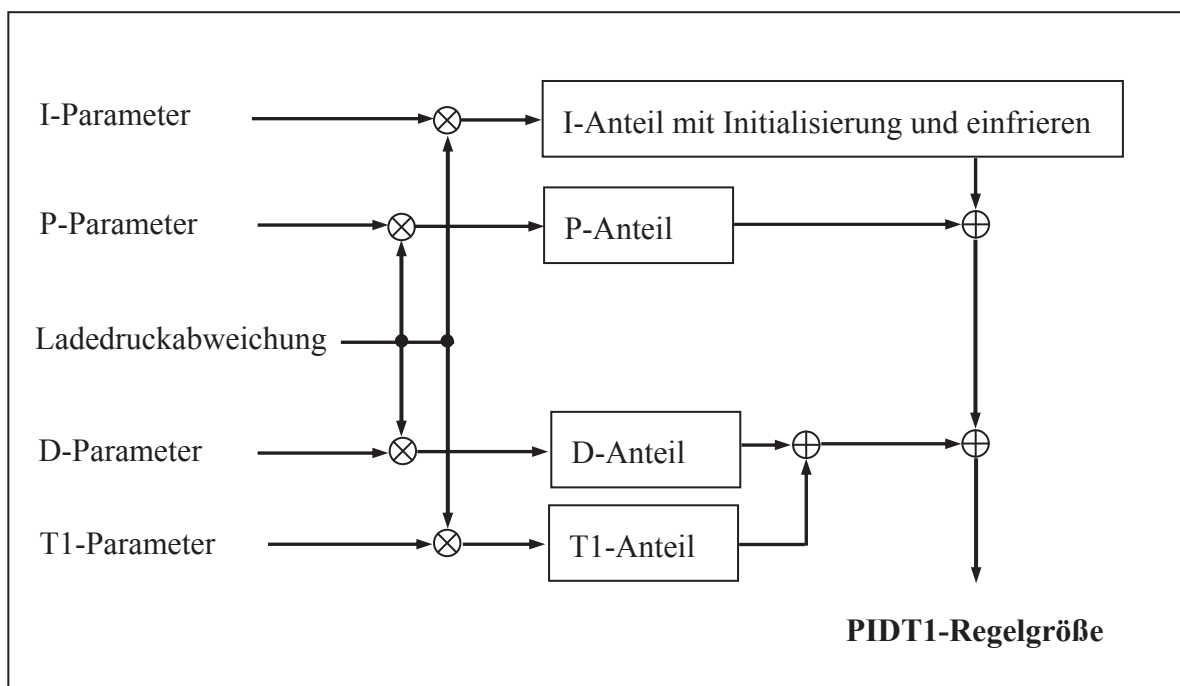 I-Parameter
I-Anteil mit Initialisierung und einfrieren
P-Parameter
P-Anteil
Ladedruckabweichung
D-Parameter
D-Anteil
T1-Parameter
T1-Anteil
PIDT1-Regelgröße